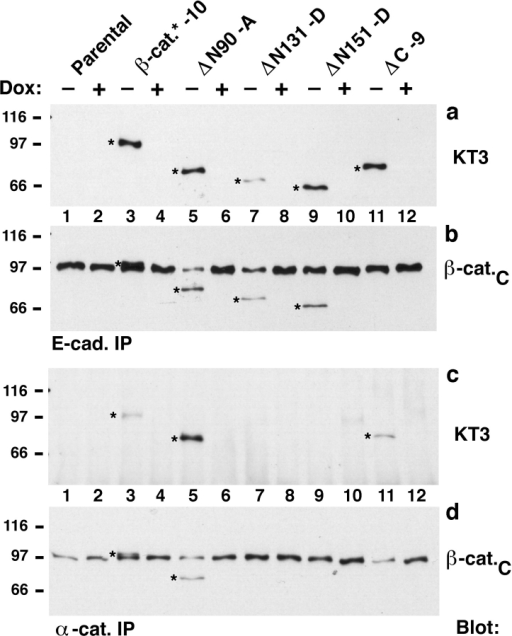 Parental β-cat.*-10 ΔN90-A ΔN131-D ΔN151-D ΔC-9
Dox: − + − + − + − + − + − +
a
116
97 *
KT3
66 * * * *
1 2 3 4 5 6 7 8 9 10 11 12
b
116
97 *
β-cat.C
66 * * *
E-cad. IP
c
116
97 *
KT3
66 * *
1 2 3 4 5 6 7 8 9 10 11 12
d
116
97 *
β-cat.C
66 *
α-cat. IP
Blot: